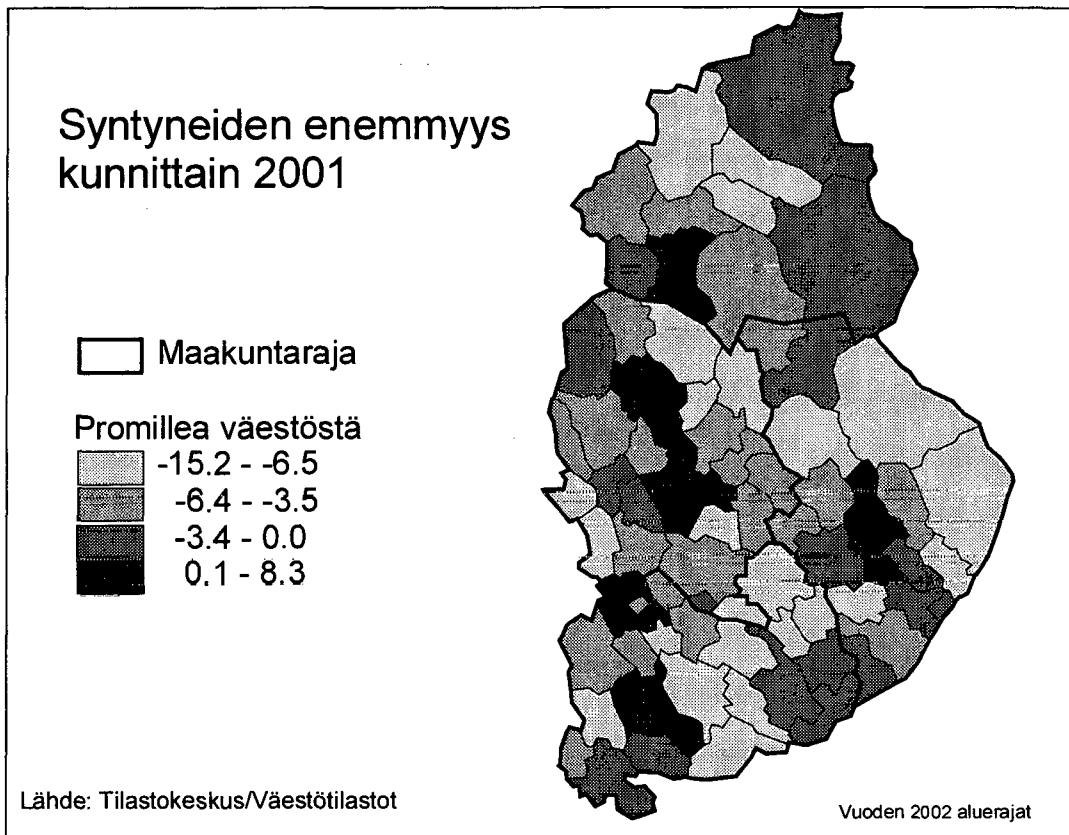 Syntyneiden enemmyys
kunnittain 2001
Maakuntaraja
Promillea väestöstä
-15.2 - -6.5
-6.4 - -3.5
-3.4 - 0.0
0.1 - 8.3
Lähde: Tilastokeskus/Väestötilastot
Vuoden 2002 aluerajat